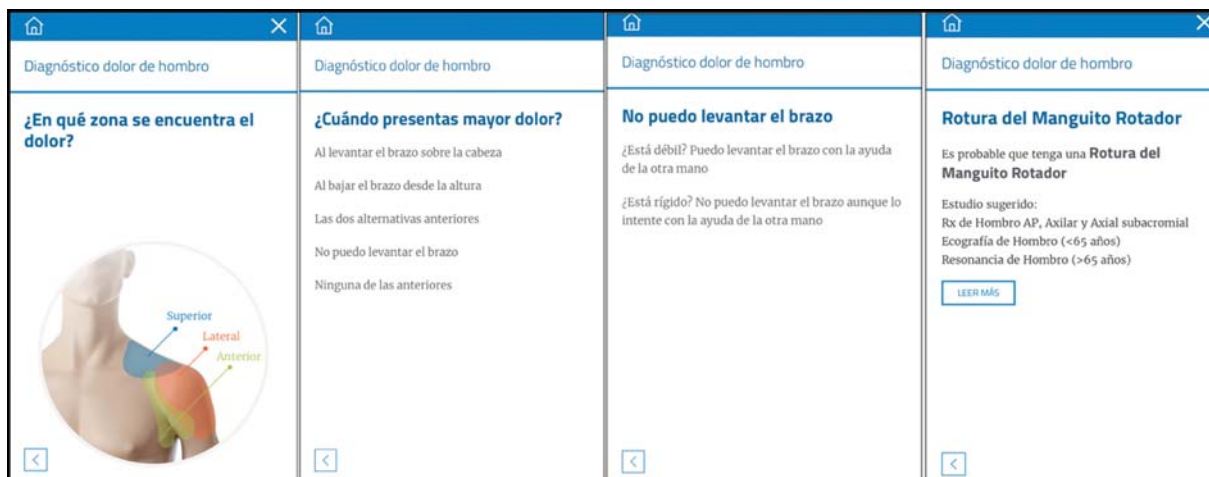 Diagnóstico dolor de hombro
¿En qué zona se encuentra el
dolor?
Superior
Lateral
Anterior
Diagnóstico dolor de hombro
¿Cuándo presentas mayor dolor?
Al levantar el brazo sobre la cabeza
Al bajar el brazo desde la altura
Las dos alternativas anteriores
No puedo levantar el brazo
Ninguna de las anteriores
Diagnóstico dolor de hombro
No puedo levantar el brazo
¿Está débil? Puedo levantar el brazo con la ayuda
de la otra mano
¿Está rígido? No puedo levantar el brazo aunque lo
intente con la ayuda de la otra mano
Diagnóstico dolor de hombro
Rotura del Manguito Rotador
Es probable que tenga una Rotura del
Manguito Rotador
Estudio sugerido:
Rx de Hombro AP, Axilar y Axial subacromial
Ecografía de Hombro (<65 años)
Resonancia de Hombro (>65 años)
LEER MÁS